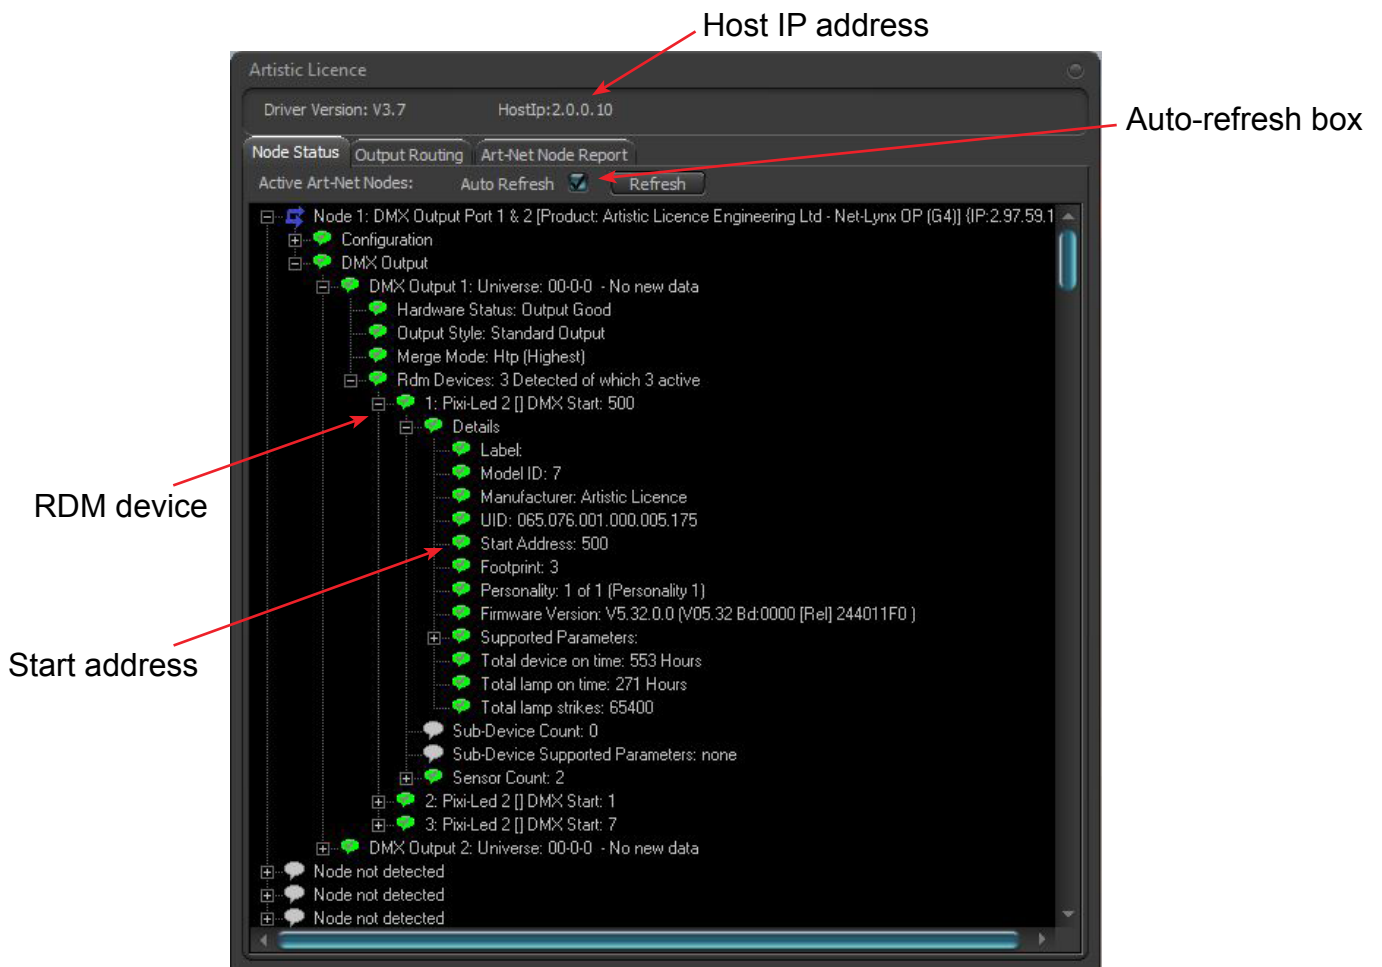 Host IP address
Artistic Licence
Driver Version: V3.7 HostIp:2.0.0.10
Auto-refresh box
Node Status Output Routing Art-Net Node Report
Active Art-Net Nodes: Auto Refresh Refresh
Node 1: DMX Output Port 1 & 2 [Product: Artistic Licence Engineering Ltd - Net-Lynx OP (G4)] {IP:2.97.59.1
Configuration
DMX Output
DMX Output 1: Universe: 00-0-0 - No new data
Hardware Status: Output Good
Output Style: Standard Output
Merge Mode: Htp (Highest)
Rdm Devices: 3 Detected of which 3 active
1: Pixi-Led 2 [] DMX Start: 500
Details
Label:
Model ID: 7
Manufacturer: Artistic Licence
RDM device
UID: 065.076.001.000.005.175
Start Address: 500
Footprint: 3
Personality: 1 of 1 (Personality 1)
Firmware Version: V5.32.0.0 (V05.32 Bd:0000 [Rel] 244011F0 )
Supported Parameters:
Start address
Total device on time: 553 Hours
Total lamp on time: 271 Hours
Total lamp strikes: 65400
Sub-Device Count: 0
Sub-Device Supported Parameters: none
Sensor Count: 2
2: Pixi-Led 2 [] DMX Start: 1
3: Pixi-Led 2 [] DMX Start: 7
DMX Output 2: Universe: 00-0-0 - No new data
Node not detected
Node not detected
Node not detected